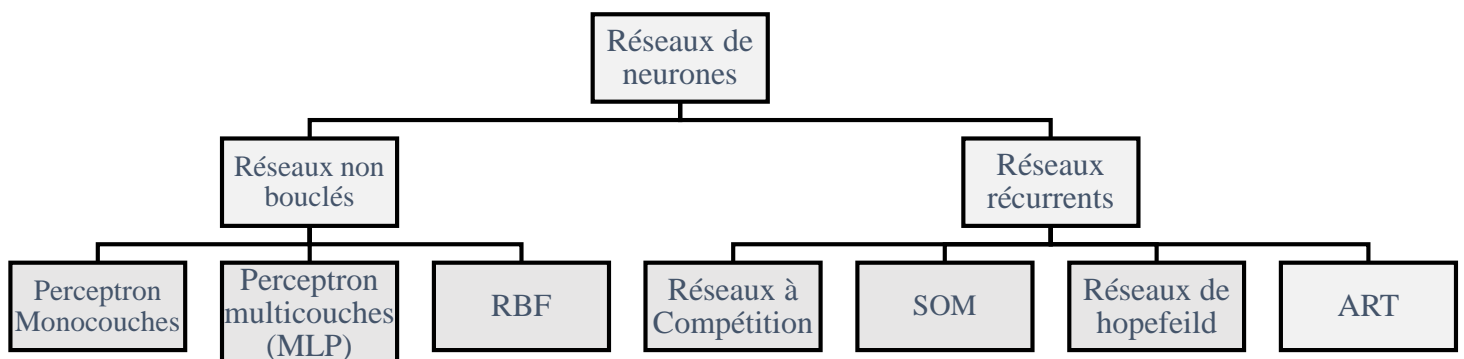 Réseaux de
neurones
Réseaux non
bouclés
Réseaux
récurrents
Perceptron
Monocouches
Perceptron
multicouches
(MLP)
RBF
Réseaux à
Compétition
SOM
Réseaux de
hopefeild
ART